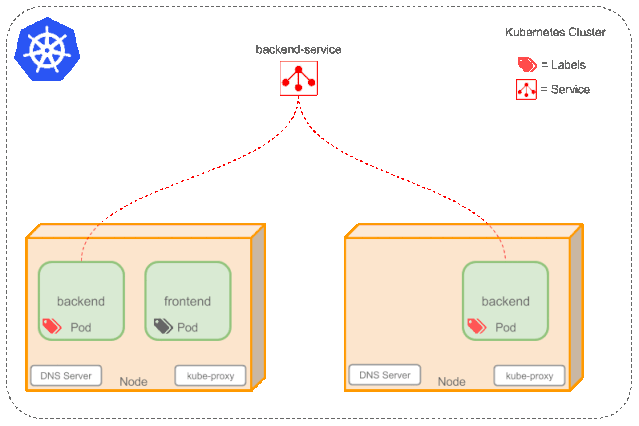 Kubernetes Cluster
backend-service
= Labels
= Service
backend
Pod
frontend
Pod
backend
Pod
DNS Server
Node
kube-proxy
DNS Server
Node
kube-proxy